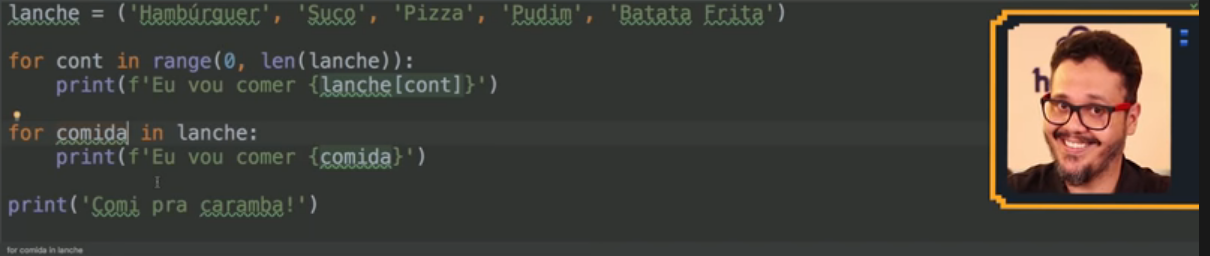 lanche = ('Hambúrguer', 'Suco', 'Pizza', 'Pudim', 'Batata Frita')
for cont in range(0, len(lanche)):
    print(f'Eu vou comer {lanche[cont]}')
for comida in lanche:
    print(f'Eu vou comer {comida}')
print('Comi pra caramba!')
for comida in lanche